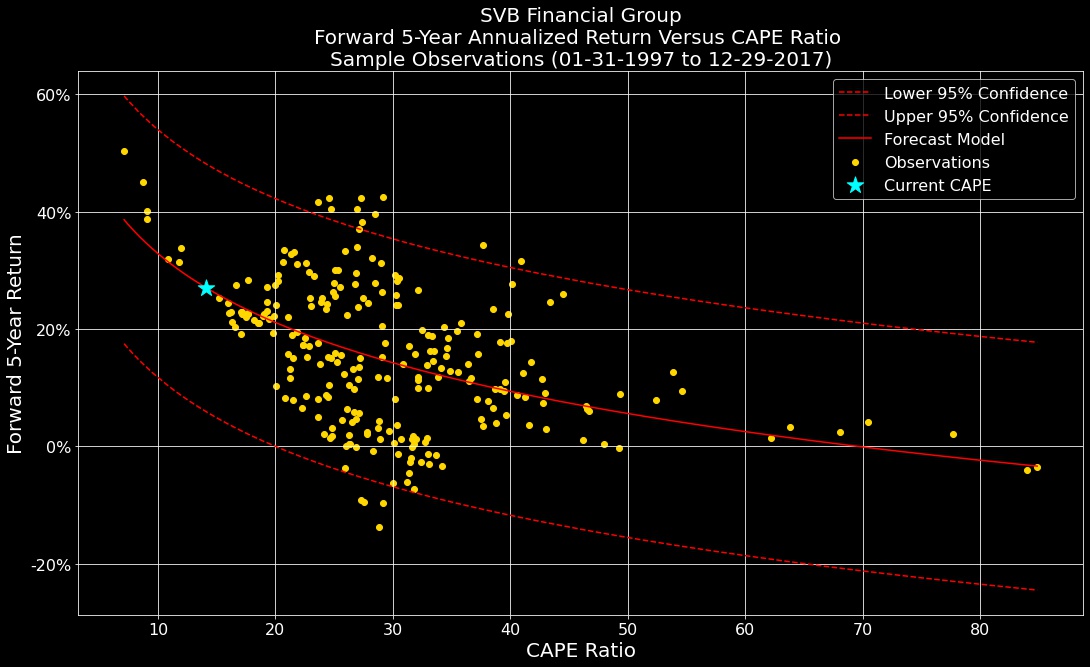 SVB Financial Group
Forward 5-Year Annualized Return Versus CAPE Ratio
Sample Observations (01-31-1997 to 12-29-2017)
Lower 95% Confidence
Upper 95% Confidence
Forecast Model
Observations
Current CAPE
60%
40%
20%
0%
-20%
Forward 5-Year Return
10 20 30 40 50 60 70 80
CAPE Ratio